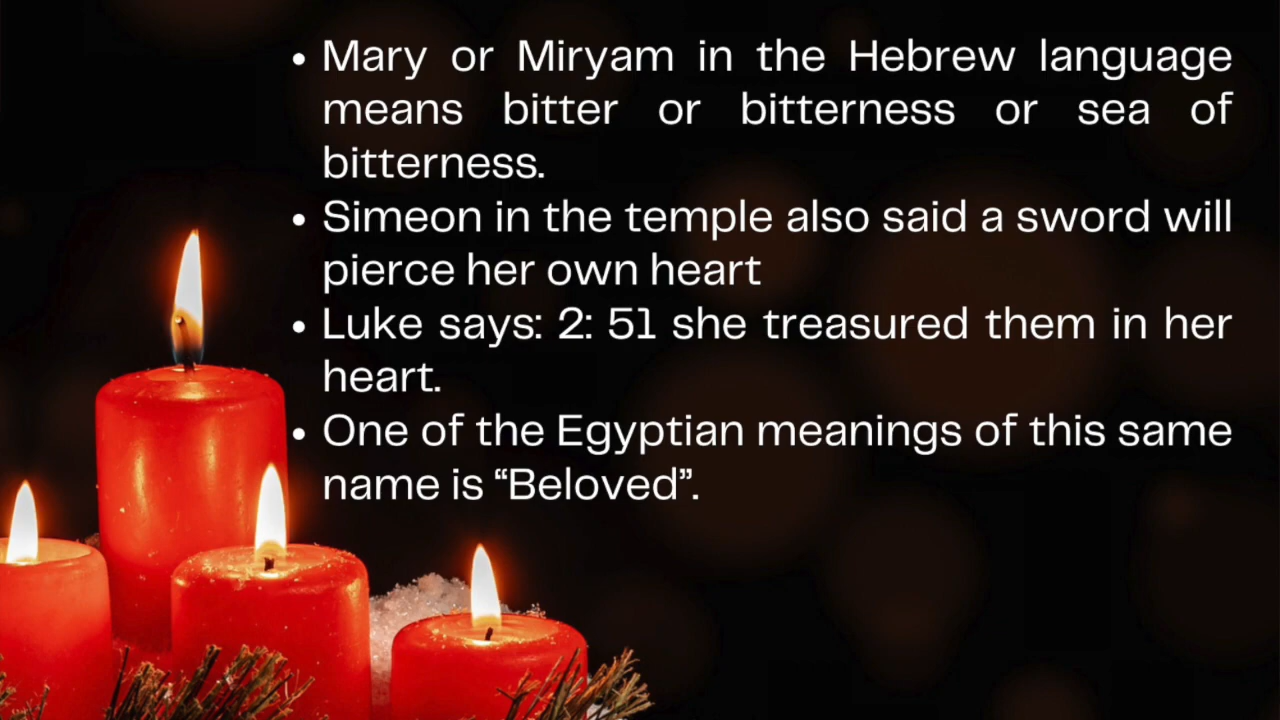 • Mary or Miryam in the Hebrew language
means bitter or bitterness or sea of
bitterness.
• Simeon in the temple also said a sword will
pierce her own heart
• Luke says: 2: 51 she treasured them in her
heart.
• One of the Egyptian meanings of this same
name is “Beloved”.